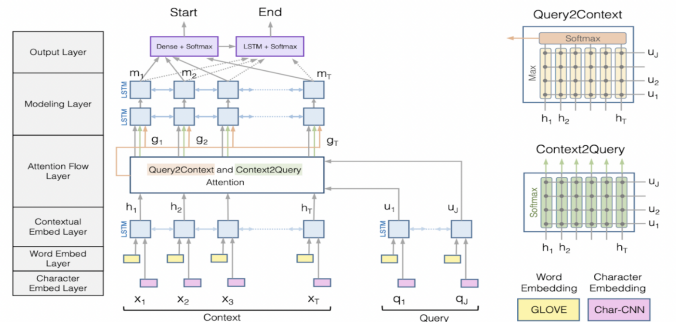 Start End
Query2Context
Output Layer
Dense + Softmax
LSTM + Softmax
Softmax
m1 m2 mT
Modeling Layer
LSTM
LSTM
Max
uJ
u2
u1
h1 h2 hT
g1 g2 gT
Attention Flow
Layer
Query2Context and Context2Query
Attention
Context2Query
Softmax
uJ
u2
u1
h1 h2 hT
h1 h2 hT
u1 uJ
Contextual
Embed Layer
LSTM
LSTM
Word Embed
Layer
Character
Embed Layer
x1 x2 x3 xT
q1 qJ
Context
Query
Word
Embedding
Character
Embedding
GLOVE
Char-CNN